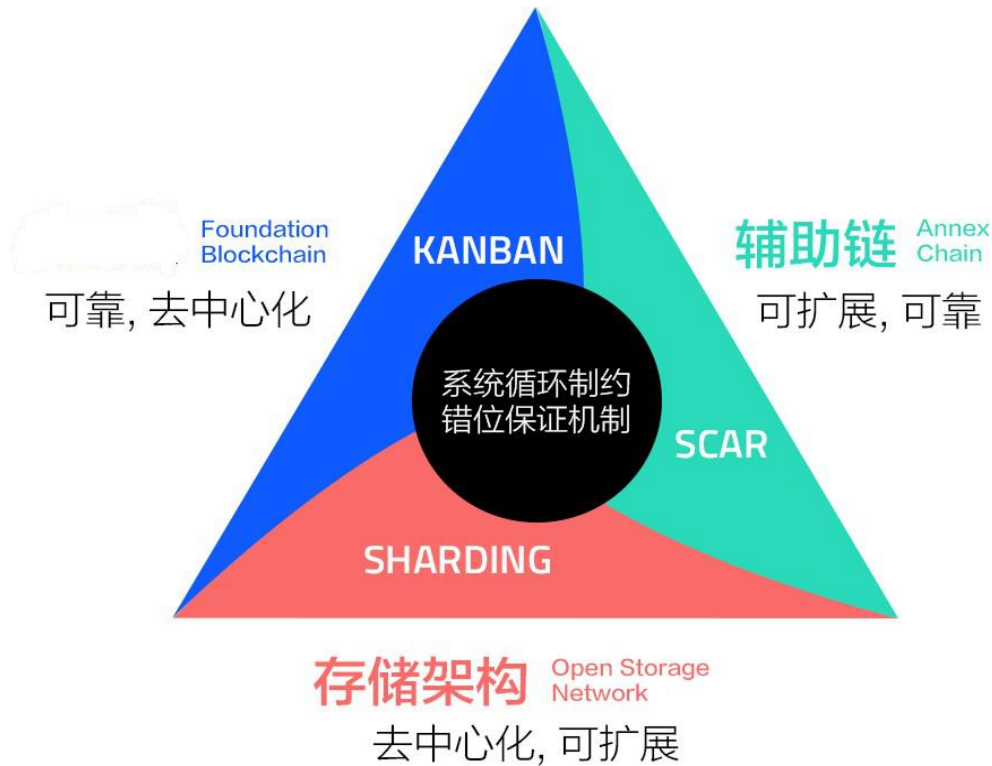 Foundation
Blockchain
可靠, 去中心化
KANBAN
辅助链
Annex
Chain
可扩展, 可靠
系统循环制约
错位保证机制
SCAR
SHARDING
存储架构
Open Storage
Network
去中心化, 可扩展